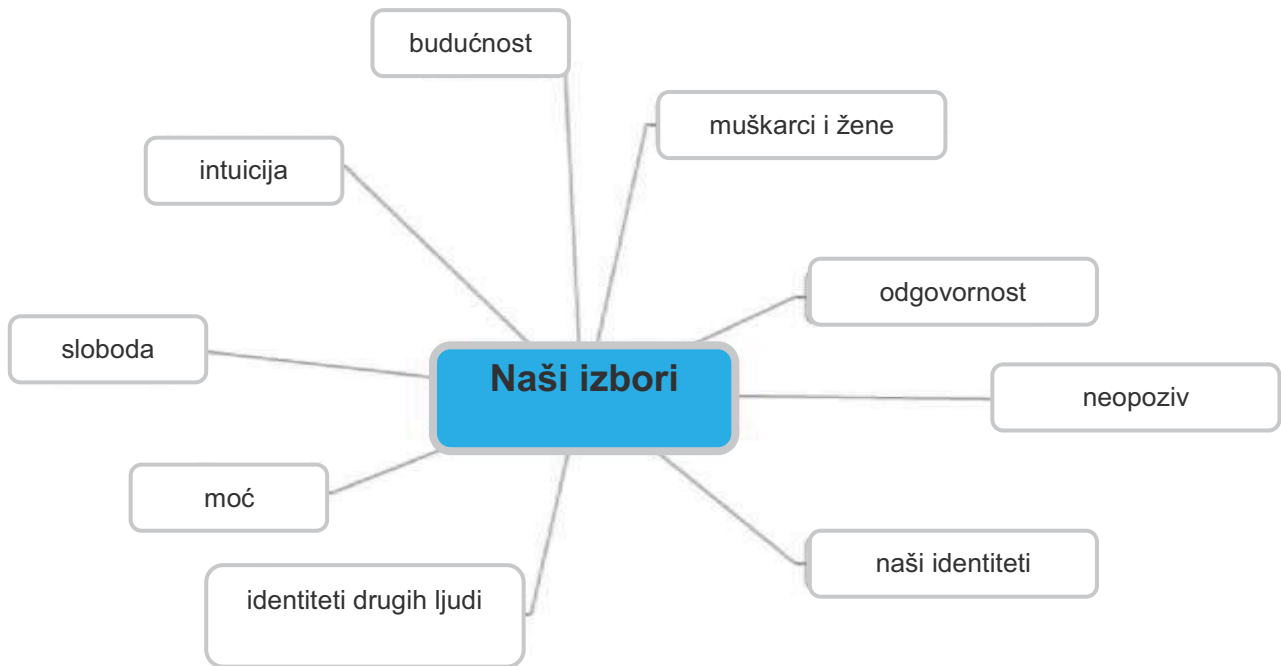 budućnost
muškarci i žene
intuicija
odgovornost
sloboda
Naši izbori
neopoziv
moć
naši identiteti
identiteti drugih ljudi